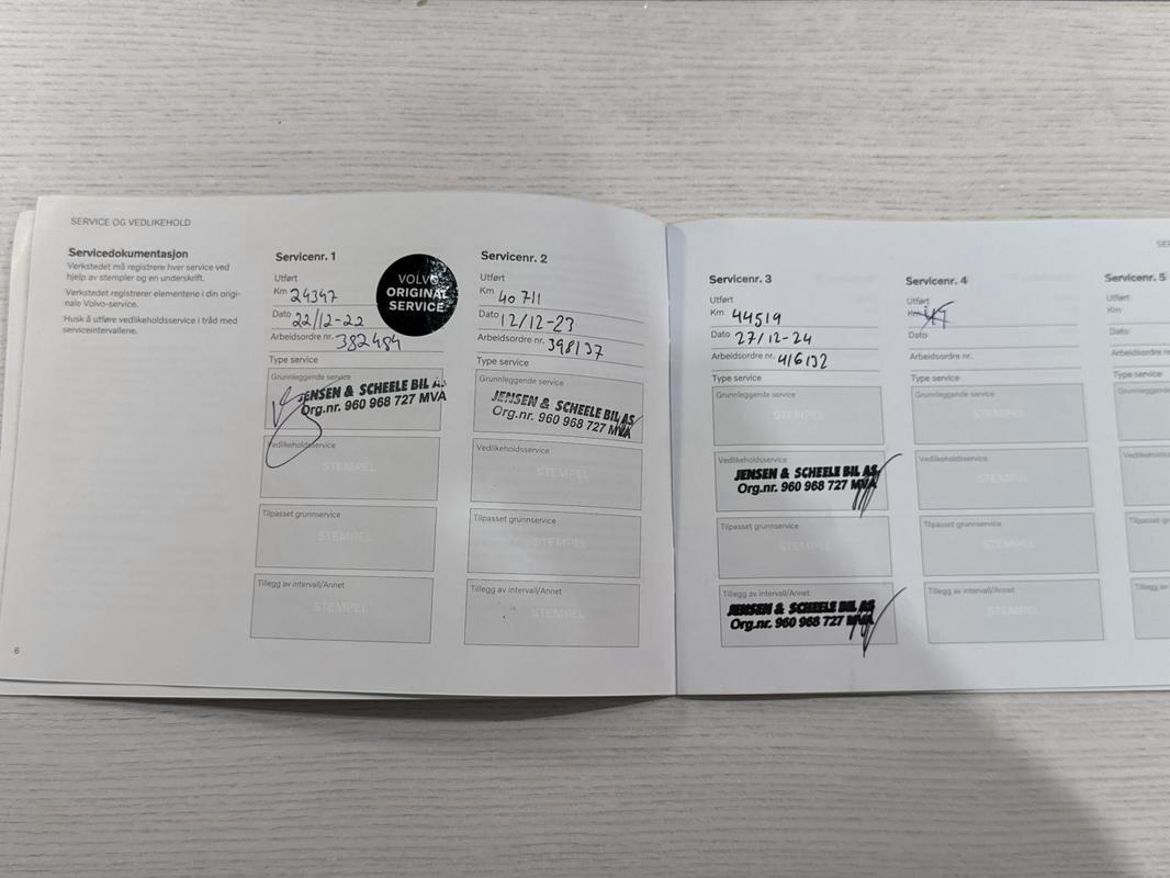 SERVICE OG VEDLIKEHOLD
Servicedokumentasjon
Verkstedet må registrere hver service ved
hjelp av stempler og en underskrift.
Verkstedet registrerer elementene i din origi-
nale Volvo-service.
Husk å utføre vedlikeholdsservice i tråd med
serviceintervallene.
6
Servicenr. 1
Utført
Km 24347
Dato 22/12-22
Arbeidsordre nr. 382484
VOLVO
ORIGINAL
SERVICE
Type service
Grunnleggende service
JENSEN & SCHEELE BIL AS
Org.nr. 960 968 727 MVA
Vedlikeholdsservice
STEMPEL
Tilpasset grunnservice
STEMPEL
Tillegg av intervall/Annet
STEMPEL
Servicenr. 2
Utført
Km 40711
Dato 12/12-23
Arbeidsordre nr. 398137
Type service
Grunnleggende service
JENSEN & SCHEELE BIL AS
Org.nr. 960 968 727 MVA
Vedlikeholdsservice
STEMPEL
Tilpasset grunnservice
STEMPEL
Tillegg av intervall/Annet
STEMPEL
Servicenr. 3
Utført
Km 44519
Dato 27/12-24
Arbeidsordre nr. 416132
Type service
Grunnleggende service
STEMPEL
Vedlikeholdsservice
JENSEN & SCHEELE BIL AS
Org.nr. 960 968 727 MVA
Tilpasset grunnservice
STEMPEL
Tillegg av intervall/Annet
JENSEN & SCHEELE BIL AS
Org.nr. 960 968 727 MVA
Servicenr. 4
Utført
Km
Dato
Arbeidsordre nr.
Type service
Grunnleggende service
STEMPEL
Vedlikeholdsservice
STEMPEL
Tilpasset grunnservice
STEMPEL
Tillegg av intervall/Annet
STEMPEL
SER
Servicenr. 5
Utført
Km
Dato
Arbeidsordre n
Type service
Grunnleggende s
Vedlikeholds
Tilpasset gru
Tillegg av inte